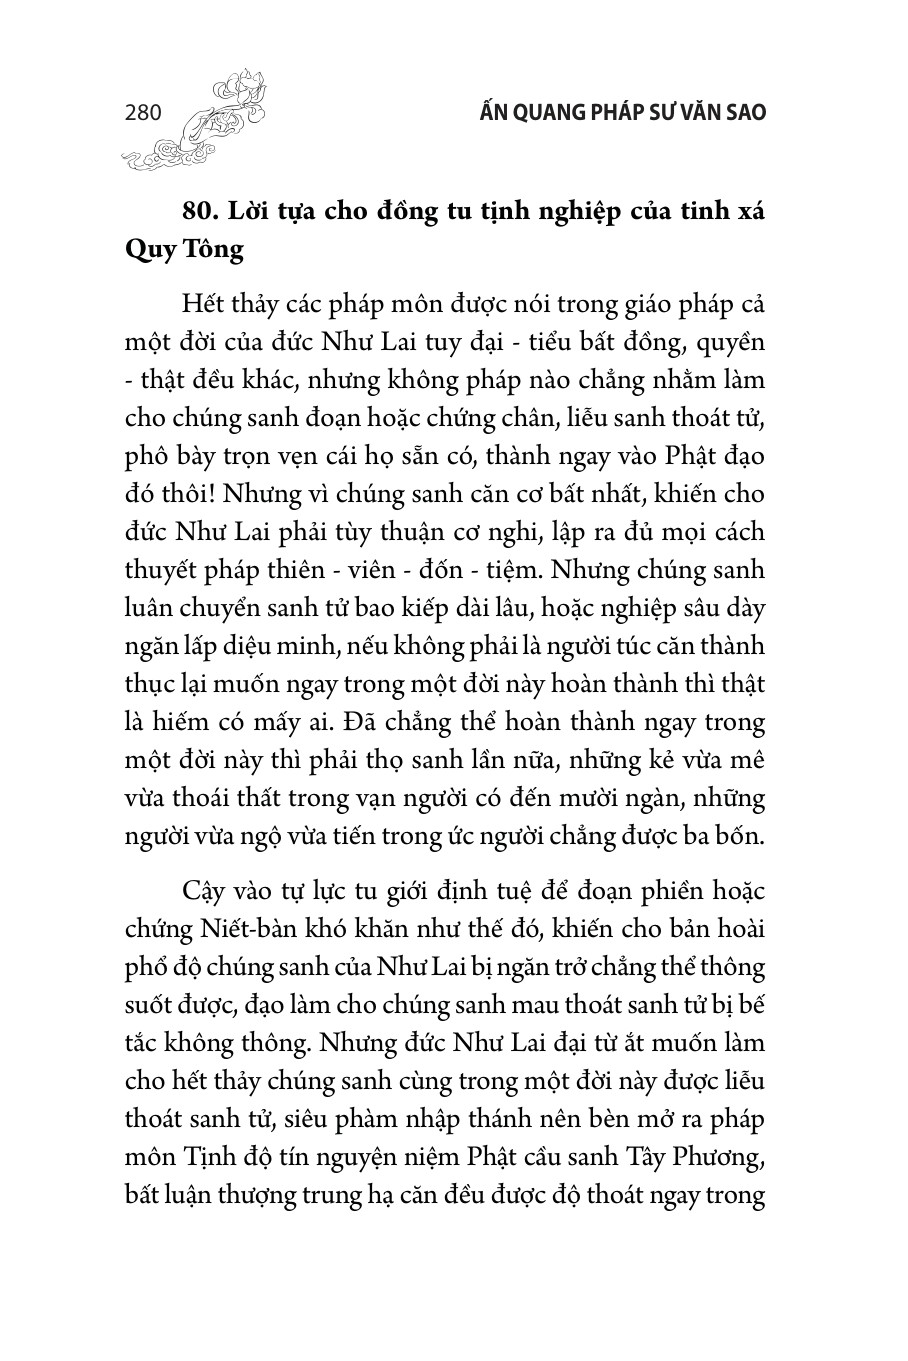 280
ẤN QUANG PHÁP SƯ VĂN SAO
80. Lời tựa cho đồng tu tịnh nghiệp của tinh xá
Quy Tông
Hết thảy các pháp môn được nói trong giáo pháp cả
một đời của đức Như Lai tuy đại - tiểu bất đồng, quyền
- thật đều khác, nhưng không pháp nào chẳng nhằm làm
cho chúng sanh đoạn hoặc chứng chân, liễu sanh thoát tử,
phô bày trọn vẹn cái họ sẵn có, thành ngay vào Phật đạo
đó thôi! Nhưng vì chúng sanh căn cơ bất nhất, khiến cho
đức Như Lai phải tùy thuận cơ nghi, lập ra đủ mọi cách
thuyết pháp thiên - viên - đốn - tiệm. Nhưng chúng sanh
luân chuyển sanh tử bao kiếp dài lâu, hoặc nghiệp sâu dày
ngăn lấp diệu minh, nếu không phải là người túc căn thành
thục lại muốn ngay trong một đời này hoàn thành thì thật
là hiếm có mấy ai. Đã chẳng thể hoàn thành ngay trong
một đời này thì phải thọ sanh lần nữa, những kẻ vừa mê
vừa thoái thất trong vạn người có đến mười ngàn, những
người vừa ngộ vừa tiến trong ức người chẳng được ba bốn.
Cậy vào tự lực tu giới định tuệ để đoạn phiền hoặc
chứng Niết-bàn khó khăn như thế đó, khiến cho bản hoài
phổ độ chúng sanh của Như Lai bị ngăn trở chẳng thể thông
suốt được, đạo làm cho chúng sanh mau thoát sanh tử bị bế
tắc không thông. Nhưng đức Như Lai đại từ ắt muốn làm
cho hết thảy chúng sanh cùng trong một đời này được liễu
thoát sanh tử, siêu phàm nhập thánh nên bèn mở ra pháp
môn Tịnh độ tín nguyện niệm Phật cầu sanh Tây Phương,
bất luận thượng trung hạ căn đều được độ thoát ngay trong